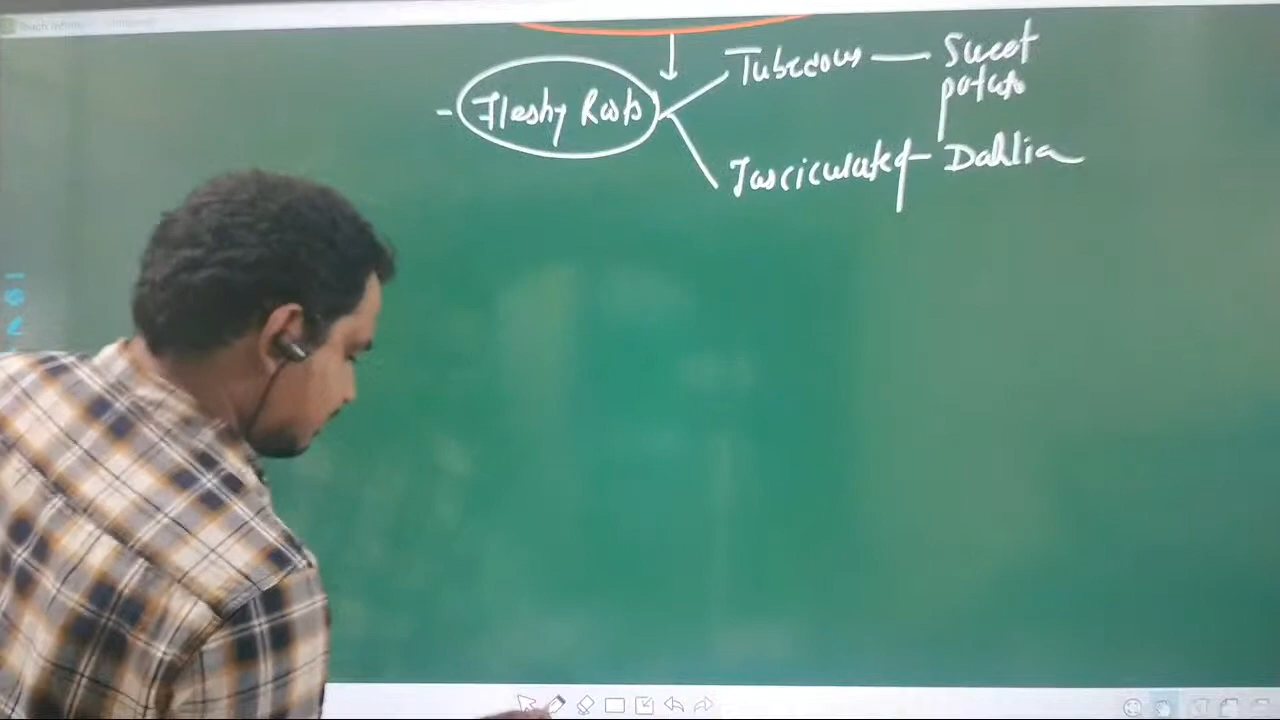 Tuberous — Sweet
potato
- Fleshy Roots
Fasciculated - Dahlia